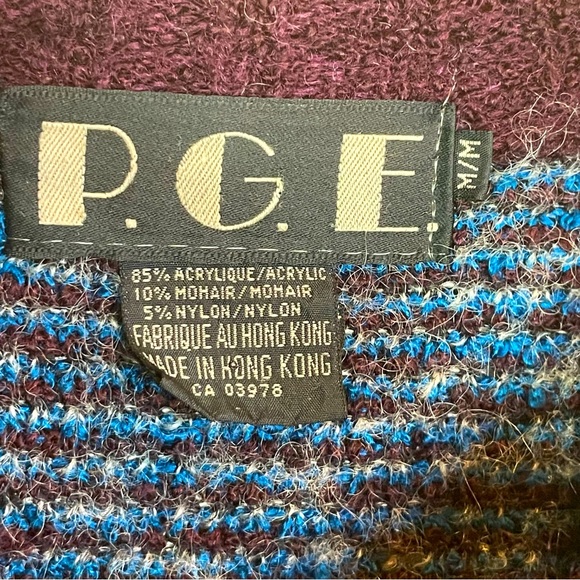 P.G.E.
M/M
85% ACRYLIQUE/ACRYLIC
10% MOHAIR/MOHAIR
5% NYLON/NYLON
FABRIQUE AU HONG KONG
MADE IN HONG KONG
CA 03978